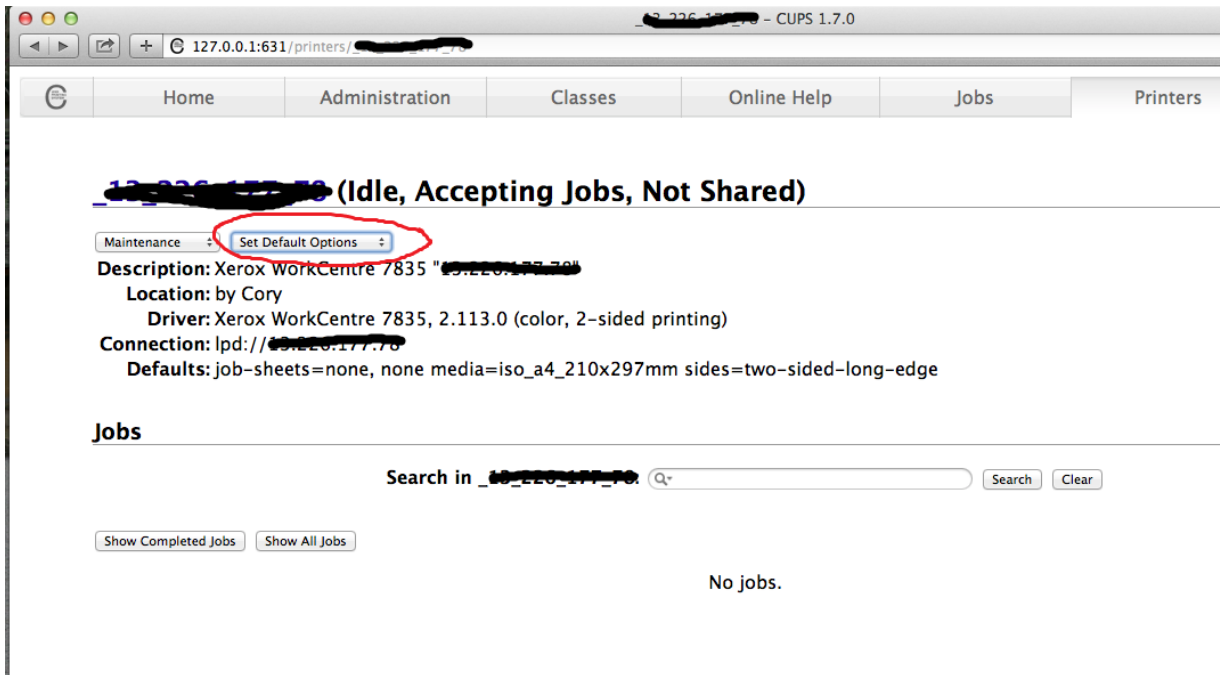 – CUPS 1.7.0
127.0.0.1:631/printers/
Home Administration Classes Online Help Jobs Printers
(Idle, Accepting Jobs, Not Shared)
Maintenance Set Default Options
Description: Xerox WorkCentre 7835
Location: by Cory
Driver: Xerox WorkCentre 7835, 2.113.0 (color, 2-sided printing)
Connection: lpd://
Defaults: job-sheets=none, none media=iso_a4_210x297mm sides=two-sided-long-edge
Jobs
Search in Search Clear
Show Completed Jobs Show All Jobs
No jobs.